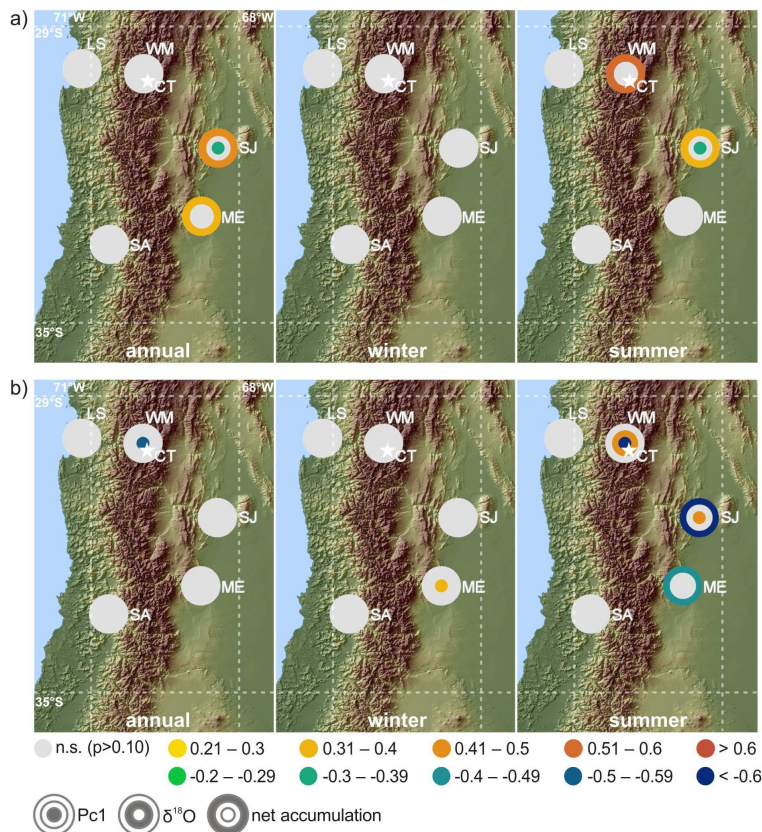 a)
71°W
68°W
29°S
LS
WM
CT
SJ
ME
SA
35°S
annual
LS
WM
CT
SJ
ME
SA
winter
LS
WM
CT
SJ
ME
SA
summer
b)
71°W
68°W
29°S
LS
WM
CT
SJ
ME
SA
35°S
annual
LS
WM
CT
SJ
ME
SA
winter
LS
WM
CT
SJ
ME
SA
summer
n.s. (p>0.10) 0.21 – 0.3 0.31 – 0.4 0.41 – 0.5 0.51 – 0.6 > 0.6
-0.2 – -0.29 -0.3 – -0.39 -0.4 – -0.49 -0.5 – -0.59 < -0.6
Pc1 δ¹⁸O net accumulation